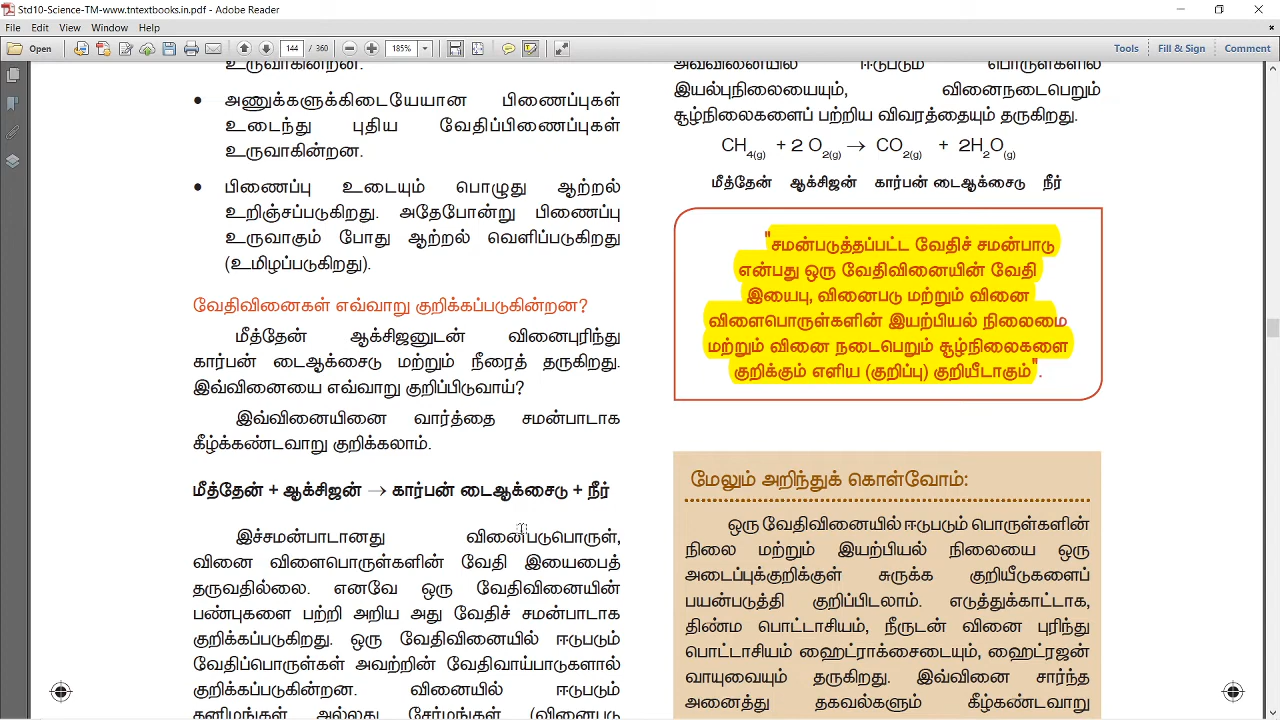 Std10-Science-TM-www.tntextbooks.in.pdf - Adobe Reader
File Edit View Window Help
Open 144 / 360 185% Tools Fill & Sign Comment
உருவாகின்றன.
• அணுக்களுக்கிடையேயான பிணைப்புகள்
உடைந்து புதிய வேதிப்பிணைப்புகள்
உருவாகின்றன.
• பிணைப்பு உடையும் பொழுது ஆற்றல்
உறிஞ்சப்படுகிறது. அதேபோன்று பிணைப்பு
உருவாகும் போது ஆற்றல் வெளிப்படுகிறது
(உமிழப்படுகிறது).
வேதிவினைகள் எவ்வாறு குறிக்கப்படுகின்றன?
மீத்தேன் ஆக்சிஜனுடன் வினைபுரிந்து
கார்பன் டைஆக்சைடு மற்றும் நீரைத் தருகிறது.
இவ்வினையை எவ்வாறு குறிப்பிடுவாய்?
இவ்வினையினை வார்த்தை சமன்பாடாக
கீழ்க்கண்டவாறு குறிக்கலாம்.
மீத்தேன் + ஆக்சிஜன் → கார்பன் டைஆக்சைடு + நீர்
இச்சமன்பாடானது வினைபடுபொருள்,
வினை விளைபொருள்களின் வேதி இயைபைத்
தருவதில்லை. எனவே ஒரு வேதிவினையின்
பண்புகளை பற்றி அறிய அது வேதிச் சமன்பாடாக
குறிக்கப்படுகிறது. ஒரு வேதிவினையில் ஈடுபடும்
வேதிப்பொருள்கள் அவற்றின் வேதிவாய்பாடுகளால்
குறிக்கப்படுகின்றன. வினையில் ஈடுபடும்
தனிமங்கள் அல்லது சேர்மங்கள் (வினைபடு
அவ்வினையில் ஈடுபடும் பொருள்களில்
இயல்புநிலையையும், வினைநடைபெறும்
சூழ்நிலைகளைப் பற்றிய விவரத்தையும் தருகிறது.
CH4(g) + 2 O2(g) → CO2(g) + 2H2O(g)
மீத்தேன் ஆக்சிஜன் கார்பன் டைஆக்சைடு நீர்
"சமன்படுத்தப்பட்ட வேதிச் சமன்பாடு
என்பது ஒரு வேதிவினையின் வேதி
இயைபு, வினைபடு மற்றும் வினை
விளைபொருள்களின் இயற்பியல் நிலைமை
மற்றும் வினை நடைபெறும் சூழ்நிலைகளை
குறிக்கும் எளிய (குறிப்பு) குறியீடாகும்".
மேலும் அறிந்துக் கொள்வோம்:
ஒரு வேதிவினையில் ஈடுபடும் பொருள்களின்
நிலை மற்றும் இயற்பியல் நிலையை ஒரு
அடைப்புக்குறிக்குள் சுருக்க குறியீடுகளைப்
பயன்படுத்தி குறிப்பிடலாம். எடுத்துக்காட்டாக,
திண்ம பொட்டாசியம், நீருடன் வினை புரிந்து
பொட்டாசியம் ஹைட்ராக்சைடையும், ஹைட்ரஜன்
வாயுவையும் தருகிறது. இவ்வினை சார்ந்த
அனைத்து தகவல்களும் கீழ்கண்டவாறு